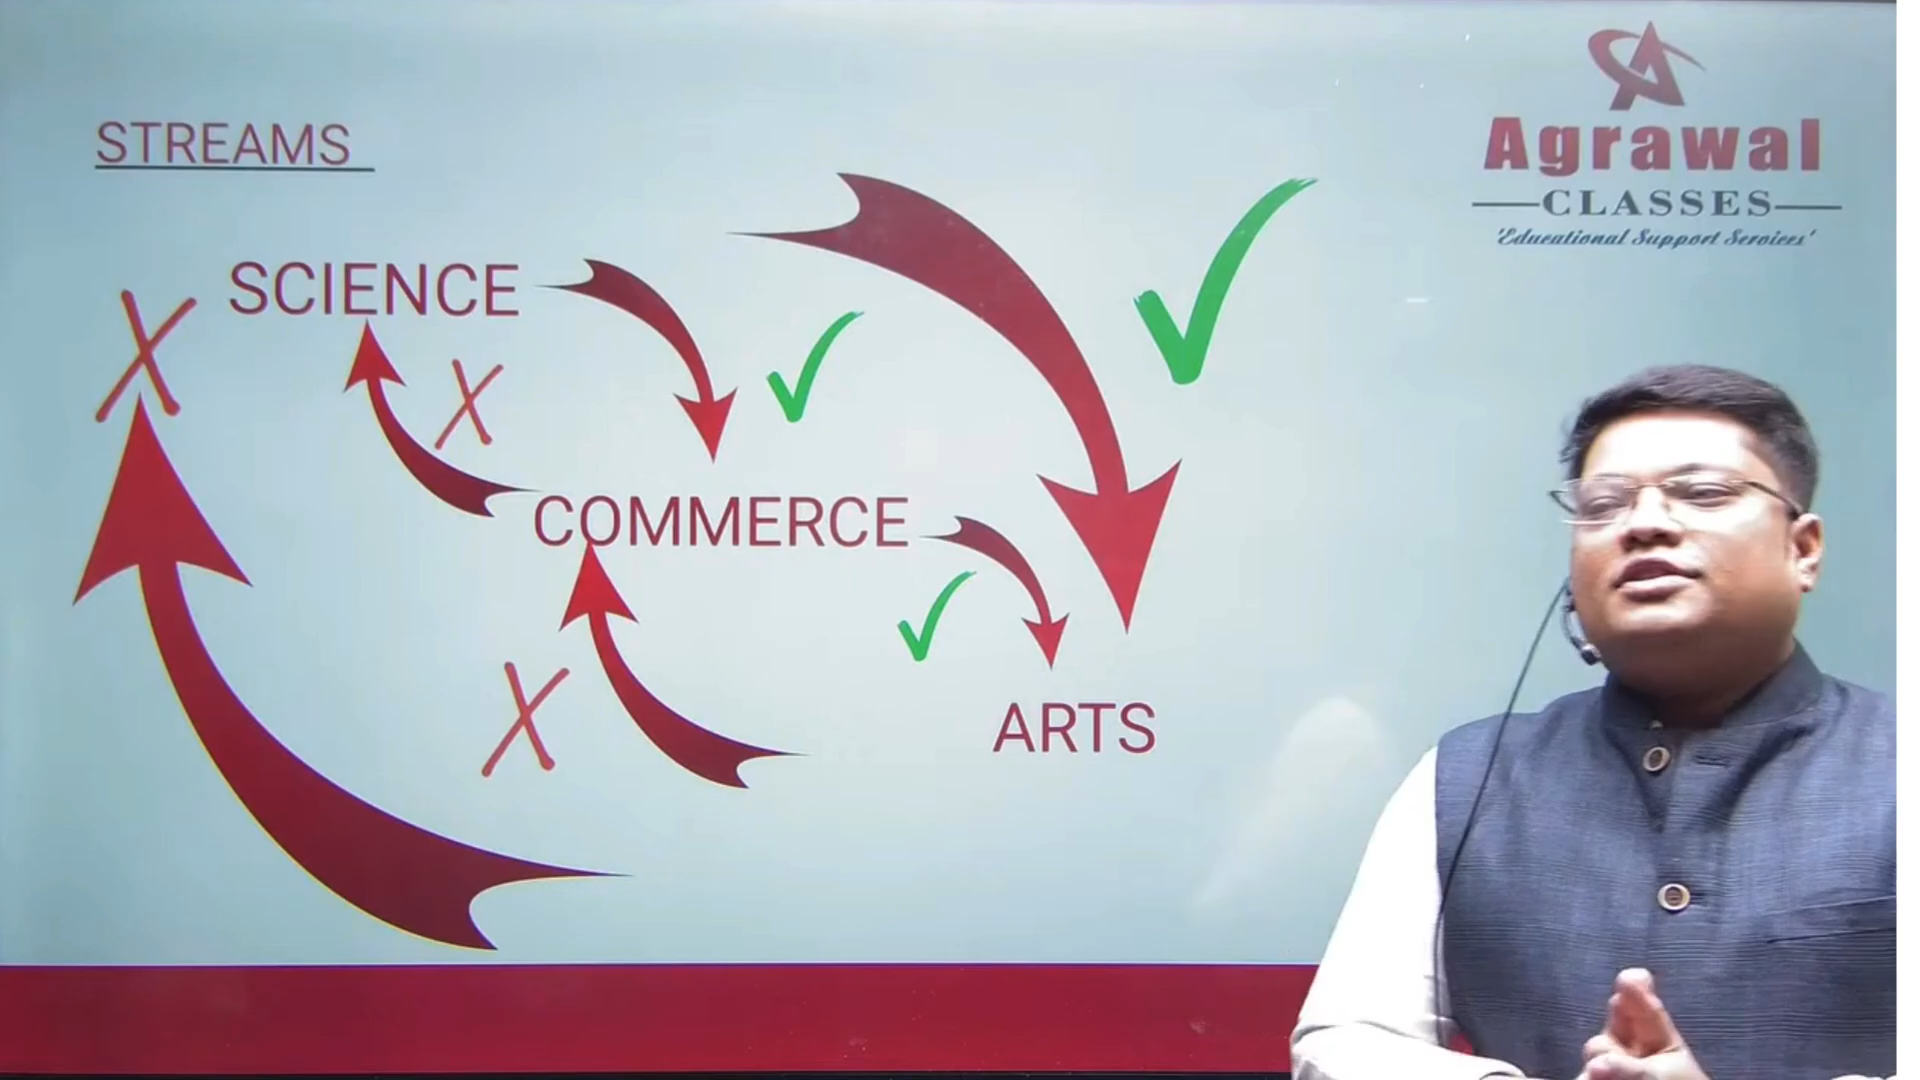 STREAMS
Agrawal
CLASSES
'Educational Support Services'
SCIENCE
COMMERCE
ARTS